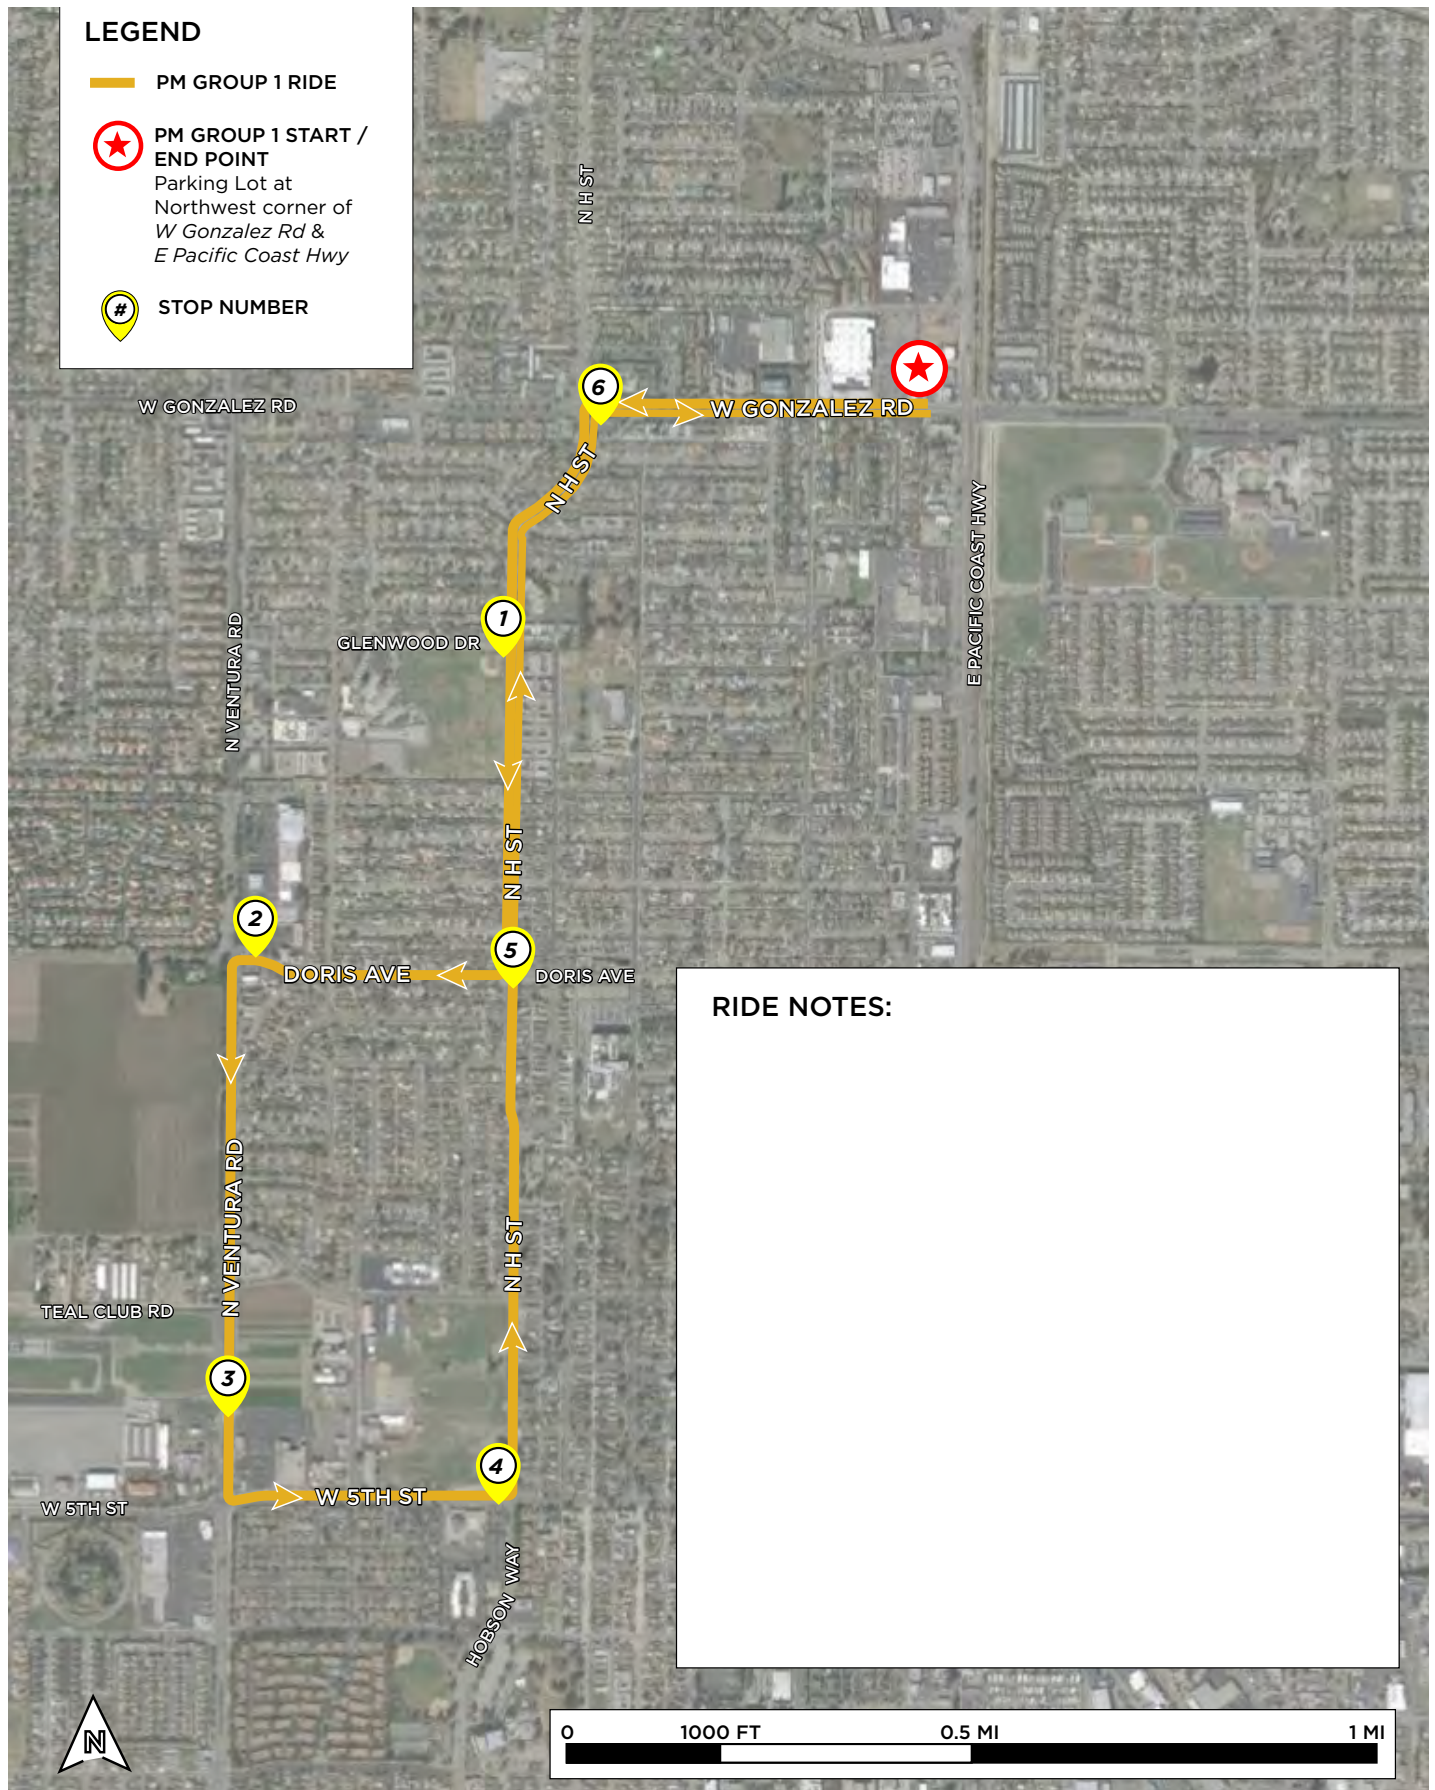 LEGEND
PM GROUP 1 RIDE
PM GROUP 1 START /
END POINT
Parking Lot at
Northwest corner of
W Gonzalez Rd &
E Pacific Coast Hwy
#
STOP NUMBER
N H ST
6
W GONZALEZ RD
W GONZALEZ RD
N H ST
E PACIFIC COAST HWY
1
GLENWOOD DR
N VENTURA RD
N H ST
2
5
DORIS AVE
DORIS AVE
RIDE NOTES:
N VENTURA RD
N H ST
TEAL CLUB RD
3
4
W 5TH ST
W 5TH ST
HOBSON WAY
N
0 1000 FT 0.5 MI 1 MI